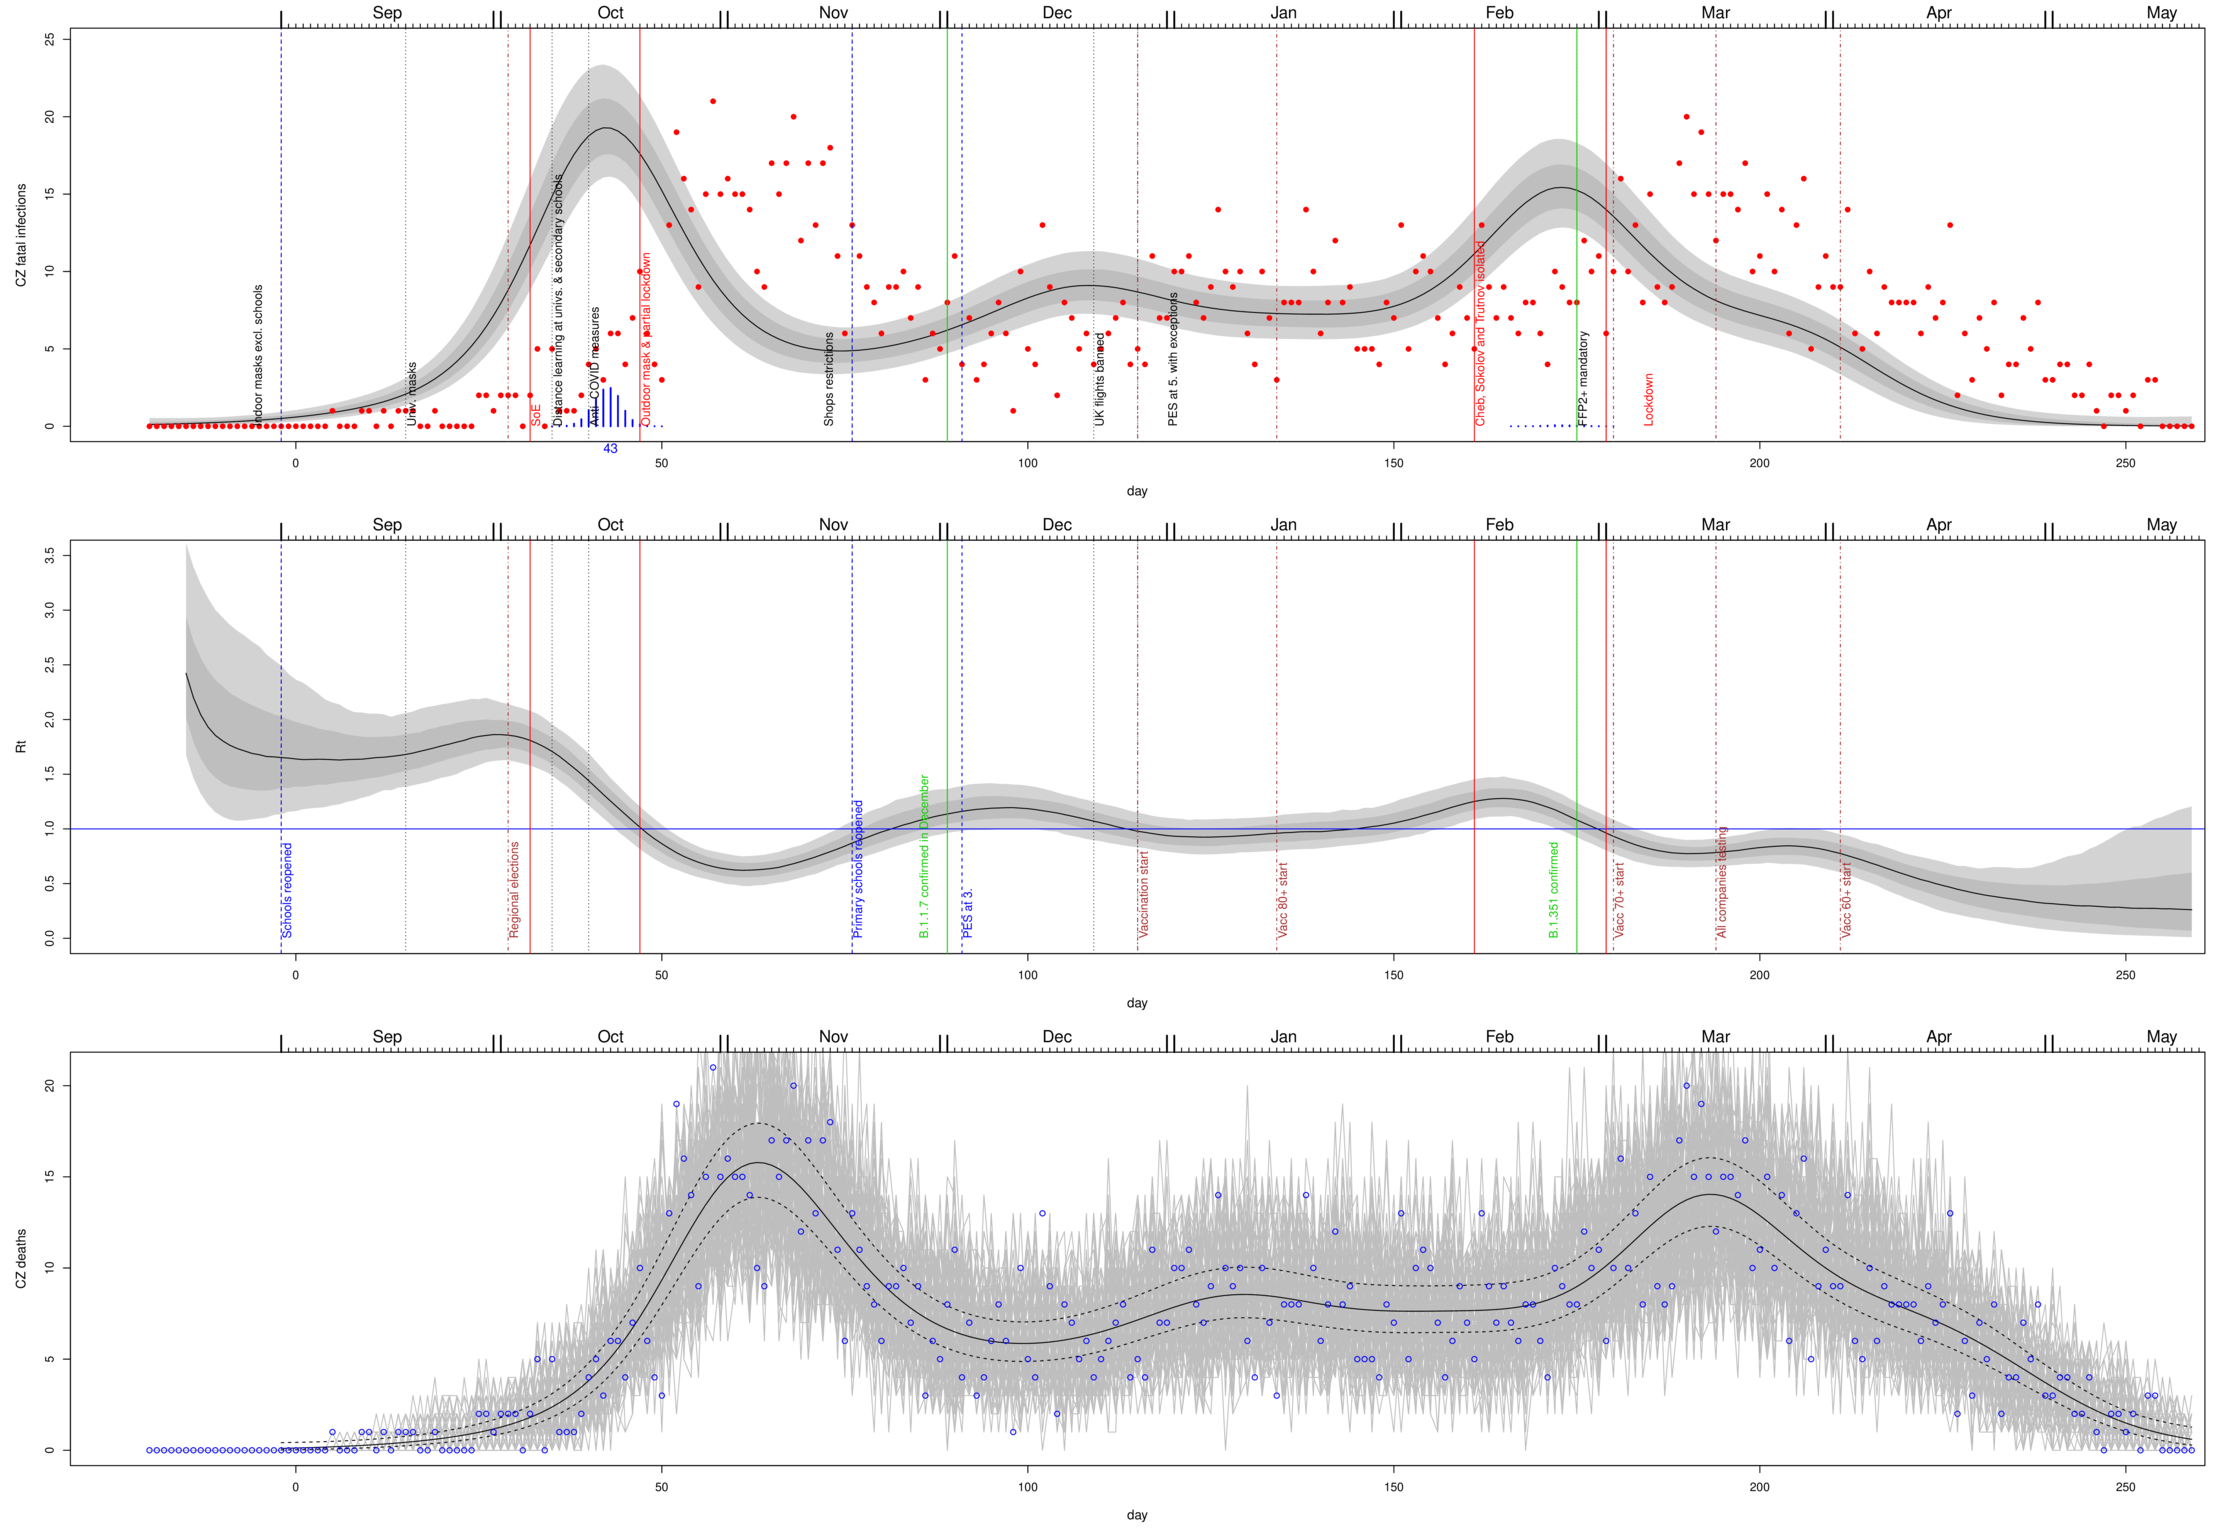 Sep Oct Nov Dec Jan Feb Mar Apr May
CZ fatal infections
25
20
15
10
5
0
Indoor masks excl. schools
Univ. masks
SoE
Distance learning at univs. & secondary schools
Anti-COVID measures
Outdoor mask & partial lockdown
Shops restrictions
UK flights banned
PES at 5. with exceptions
Cheb, Sokolov and Trutnov isolated
FFP2+ mandatory
Lockdown
43
0 50 100 150 200 250
day
Sep Oct Nov Dec Jan Feb Mar Apr May
Rt
3.5
3.0
2.5
2.0
1.5
1.0
0.5
0.0
Schools reopened
Regional elections
Primary schools reopened
B.1.1.7 confirmed in December
PES at 3.
Vaccination start
Vacc 80+ start
B.1.351 confirmed
Vacc 70+ start
All companies testing
Vacc 60+ start
0 50 100 150 200 250
day
Sep Oct Nov Dec Jan Feb Mar Apr May
CZ deaths
20
15
10
5
0
0 50 100 150 200 250
day